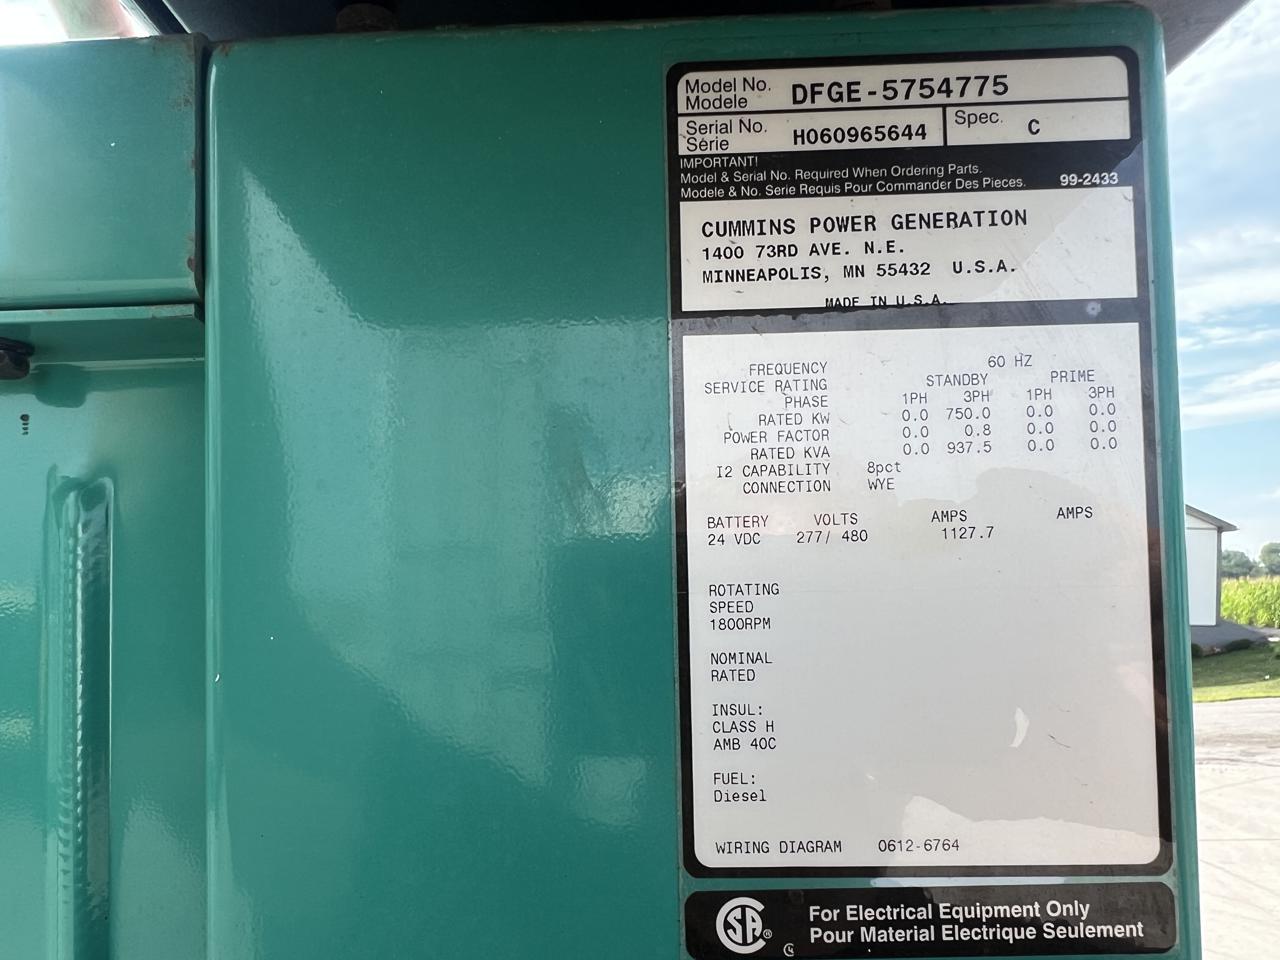 Model No. DFGE-5754775
Modele
Serial No. H060965644 Spec. C
Série
IMPORTANT!
Model & Serial No. Required When Ordering Parts.
Modele & No. Serie Requis Pour Commander Des Pieces. 99-2433
CUMMINS POWER GENERATION
1400 73RD AVE. N.E.
MINNEAPOLIS, MN 55432 U.S.A.
MADE IN U.S.A.
FREQUENCY 60 HZ
SERVICE RATING STANDBY PRIME
PHASE 1PH 3PH 1PH 3PH
RATED KW 0.0 750.0 0.0 0.0
POWER FACTOR 0.0 0.8 0.0 0.0
RATED KVA 0.0 937.5 0.0 0.0
I2 CAPABILITY 8pct
CONNECTION WYE
BATTERY VOLTS AMPS AMPS
24 VDC 277/ 480 1127.7
ROTATING
SPEED
1800RPM
NOMINAL
RATED
INSUL:
CLASS H
AMB 40C
FUEL:
Diesel
WIRING DIAGRAM 0612-6764
SA®
For Electrical Equipment Only
Pour Material Electrique Seulement